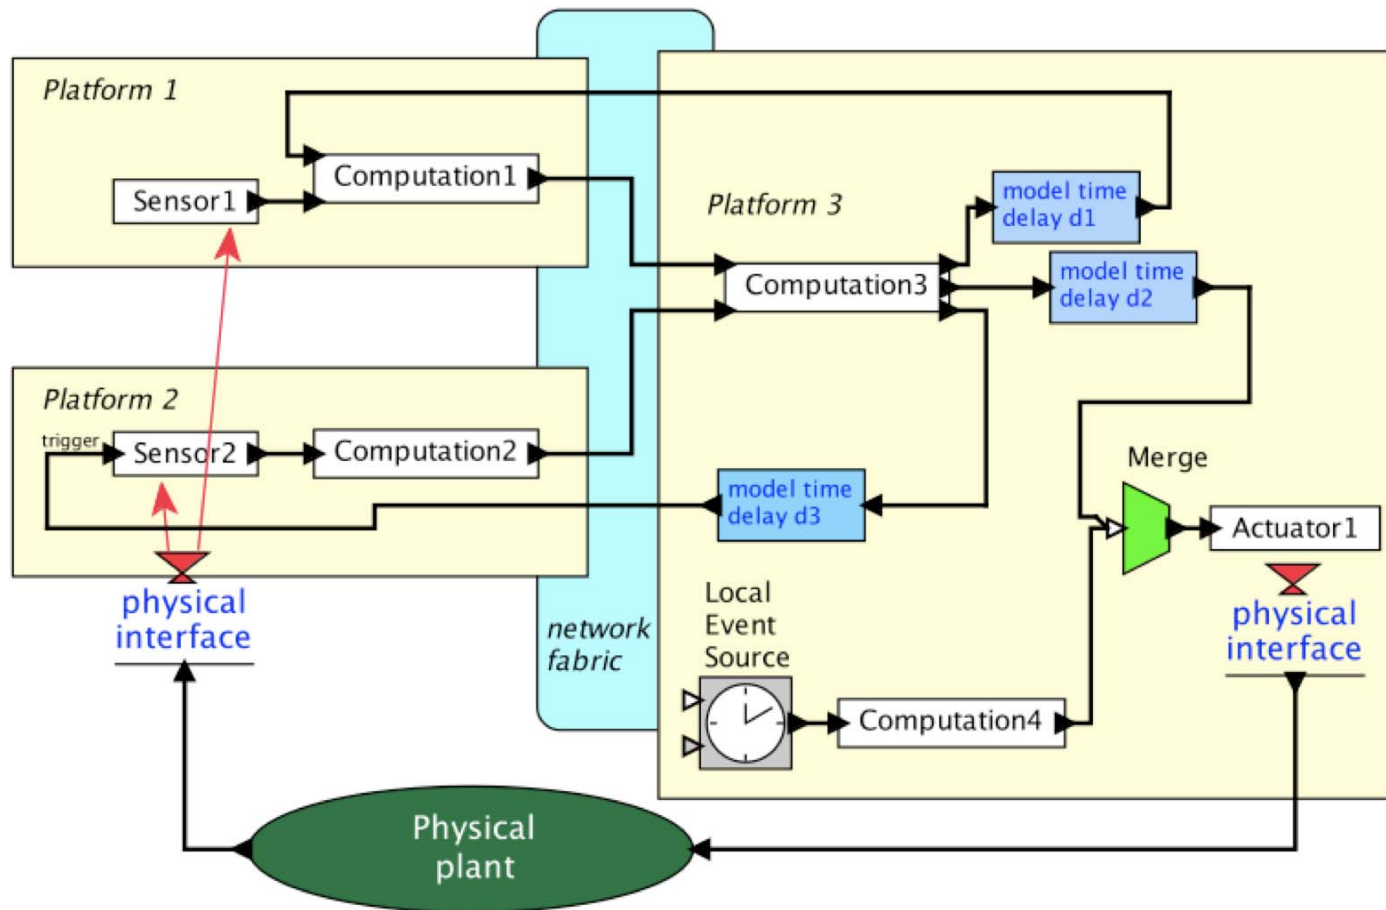 Platform 1
Computation1
Sensor1
Platform 3
model time
delay d1
model time
delay d2
Computation3
Platform 2
trigger
Sensor2
Computation2
model time
delay d3
Merge
Actuator1
physical
interface
network
fabric
Local
Event
Source
physical
interface
Computation4
Physical
plant